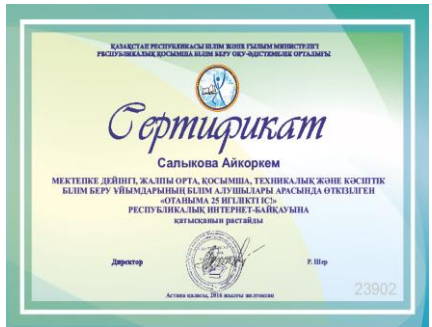 ҚАЗАҚСТАН РЕСПУБЛИКАСЫ БІЛІМ ЖӘНЕ ҒЫЛЫМ МИНИСТРЛІГІ
РЕСПУБЛИКАЛЫҚ ҚОСЫМША БІЛІМ БЕРУ ОҚУ-ӘДІСТЕМЕЛІК ОРТАЛЫҒЫ
Сертификат
Салыкова Айкоркем
МЕКТЕПКЕ ДЕЙІНГІ, ЖАЛПЫ ОРТА, ҚОСЫМША, ТЕХНИКАЛЫҚ ЖӘНЕ КӘСІПТІК
БІЛІМ БЕРУ ҰЙЫМДАРЫНЫҢ БІЛІМ АЛУШЫЛАРЫ АРАСЫНДА ӨТКІЗІЛГЕН
«ОТАНЫМА 25 ИГІЛІКТІ ІС!»
РЕСПУБЛИКАЛЫҚ ИНТЕРНЕТ-БАЙҚАУЫНА
қатысқанын растайды
Директор
Р. Шер
Астана қаласы, 2016 жылғы желтоқсан
23902